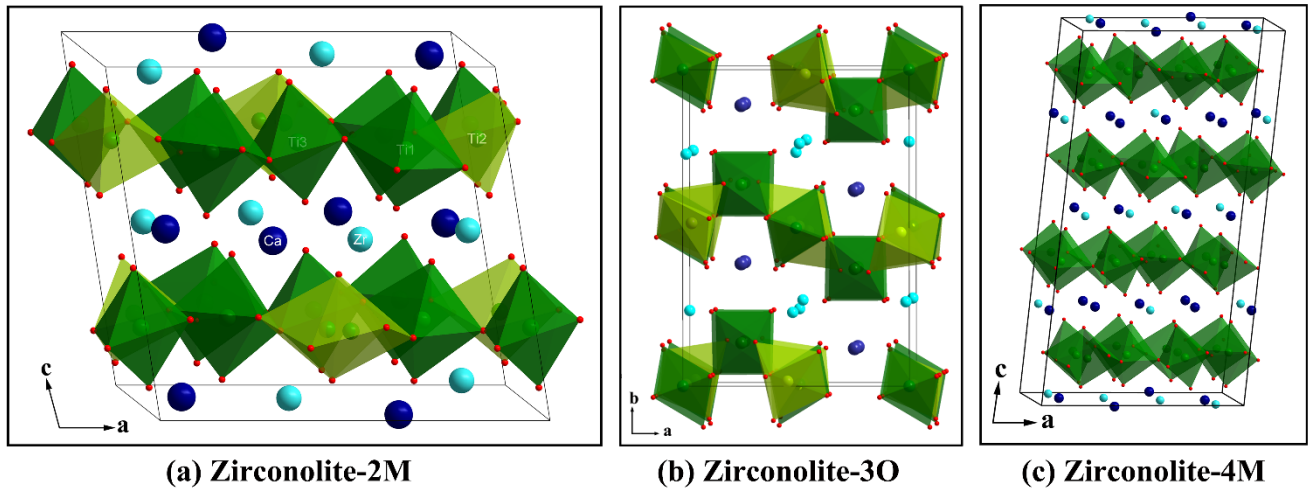 Ti3
Ti1
Ti2
Ca
Zr
c
a
b
a
c
a
(a) Zirconolite-2M
(b) Zirconolite-3O
(c) Zirconolite-4M